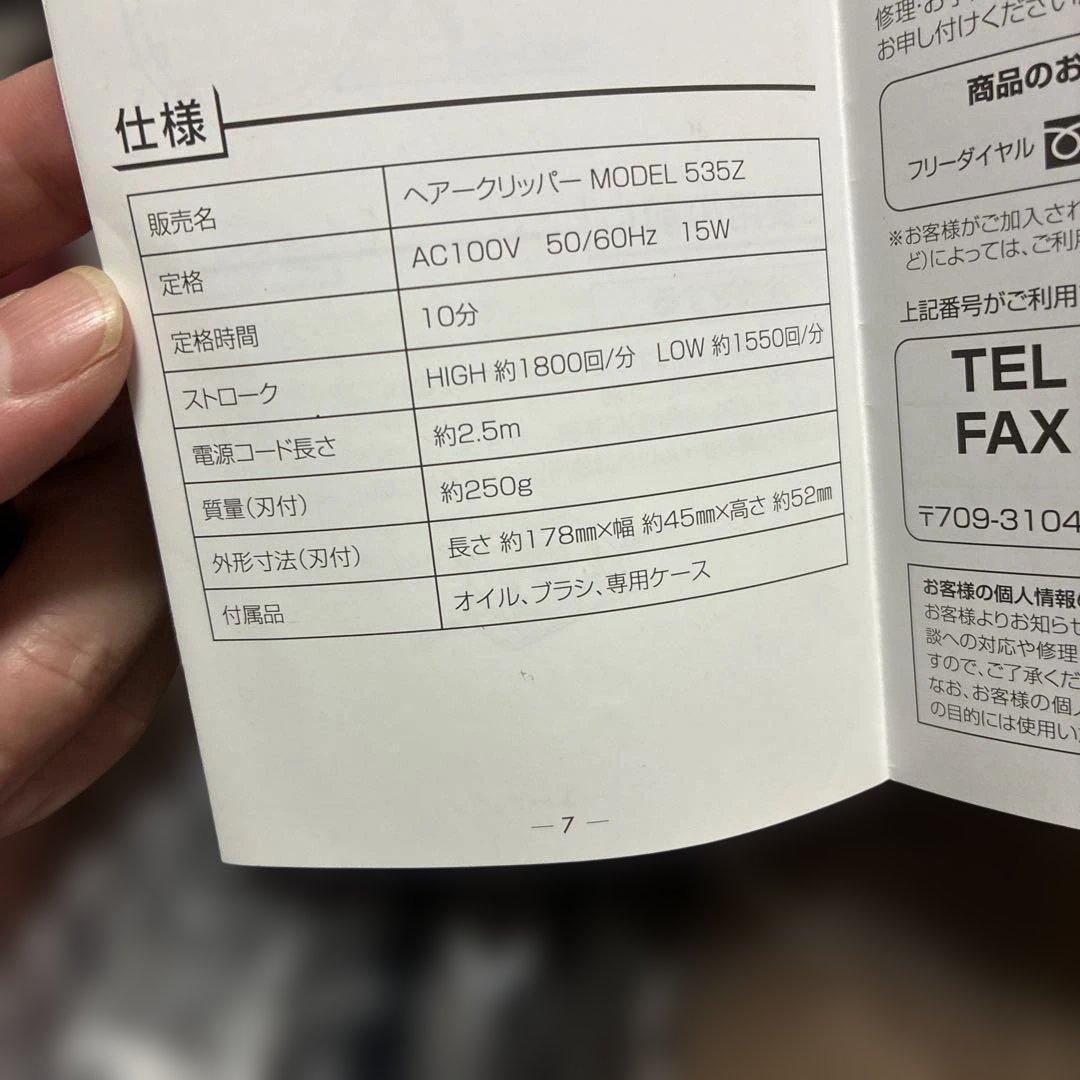 仕様
販売名 ヘアークリッパー MODEL 535Z
定格 AC100V 50/60Hz 15W
定格時間 10分
ストローク HIGH 約1800回/分 LOW 約1550回/分
電源コード長さ 約2.5m
質量(刃付) 約250g
外形寸法(刃付) 長さ 約178㎜×幅 約45㎜×高さ 約52㎜
付属品 オイル、ブラシ、専用ケース
— 7 —
修理・お手
お申し付けください
商品のお
フリーダイヤル
※お客様がご加入され
ど)によっては、ご利用
上記番号がご利用
TEL
FAX
〒709-3104
お客様の個人情報の
お客様よりお知らせ
談への対応や修理
すので、ご了承くだ
なお、お客様の個人
の目的には使用い